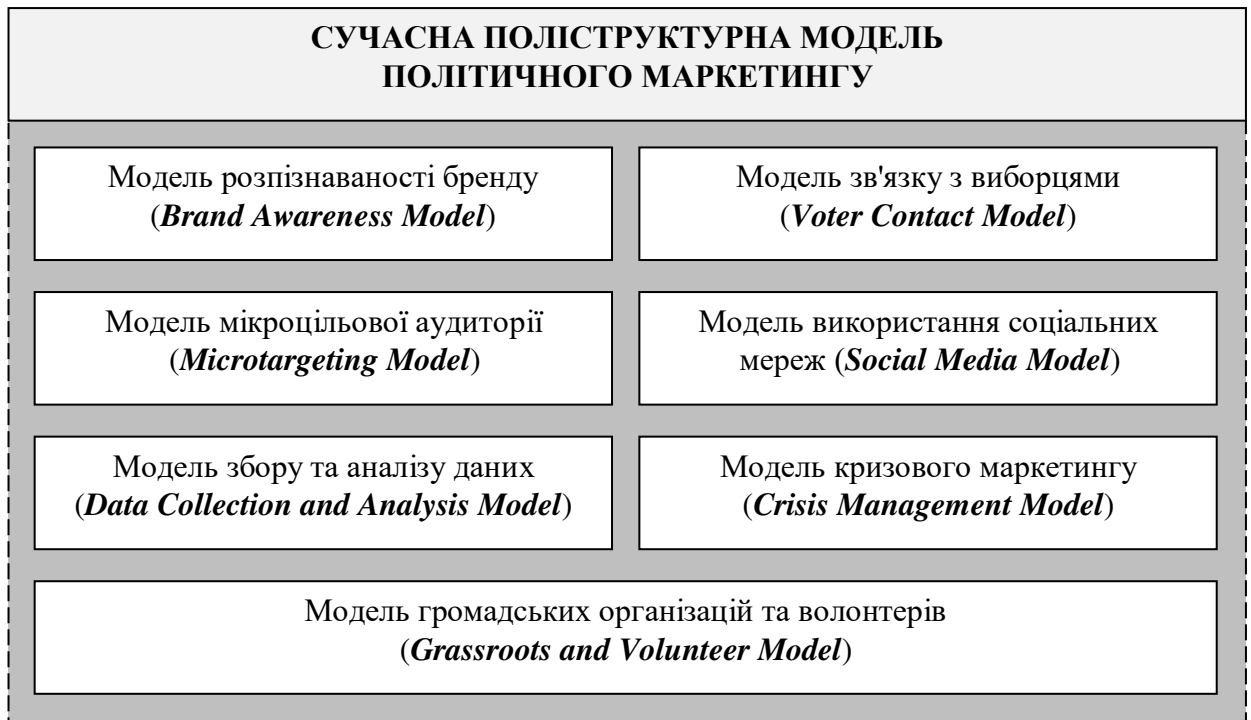 СУЧАСНА ПОЛІСТРУКТУРНА МОДЕЛЬ
ПОЛІТИЧНОГО МАРКЕТИНГУ
Модель розпізнаваності бренду
(Brand Awareness Model)
Модель зв'язку з виборцями
(Voter Contact Model)
Модель мікроцільової аудиторії
(Microtargeting Model)
Модель використання соціальних
мереж (Social Media Model)
Модель збору та аналізу даних
(Data Collection and Analysis Model)
Модель кризового маркетингу
(Crisis Management Model)
Модель громадських організацій та волонтерів
(Grassroots and Volunteer Model)